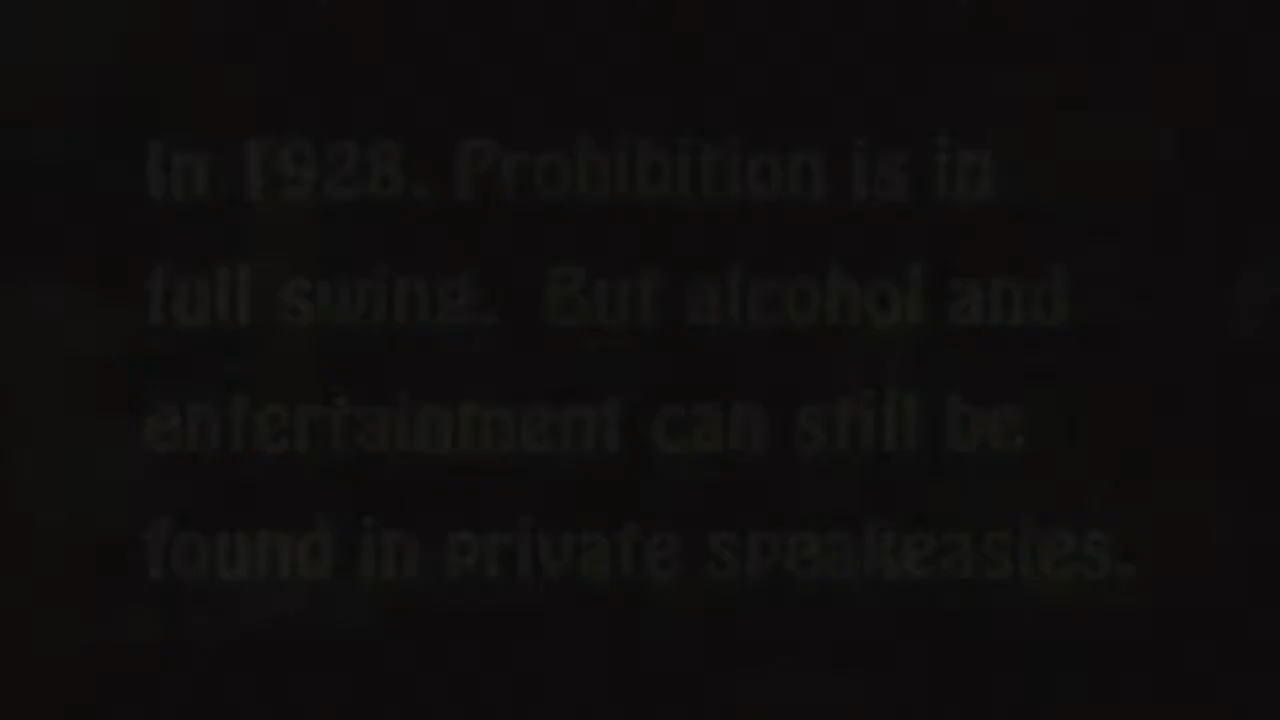 In 1928. Prohibition is in
full swing. But alcohol and
entertainment can still be
found in private speakeasies.